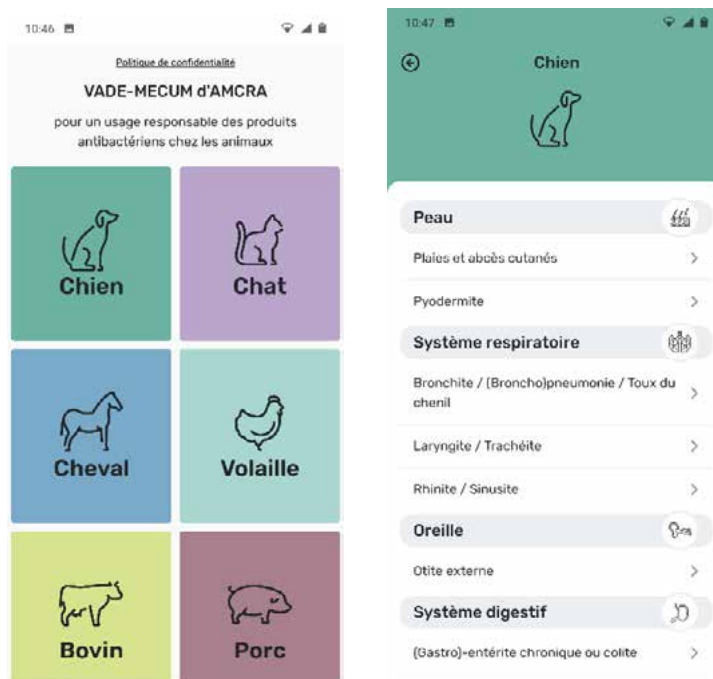 10:46
Politique de confidentialité
VADE-MECUM d'AMCRA
pour un usage responsable des produits
antibactériens chez les animaux
Chien
Chat
Cheval
Volaille
Bovin
Porc
10:47
Chien
Peau
Plaies et abcès cutanés
Pyodermite
Système respiratoire
Bronchite / (Broncho)pneumonie / Toux du
chenil
Laryngite / Trachéite
Rhinite / Sinusite
Oreille
Otite externe
Système digestif
(Gastro)-entérite chronique ou colite